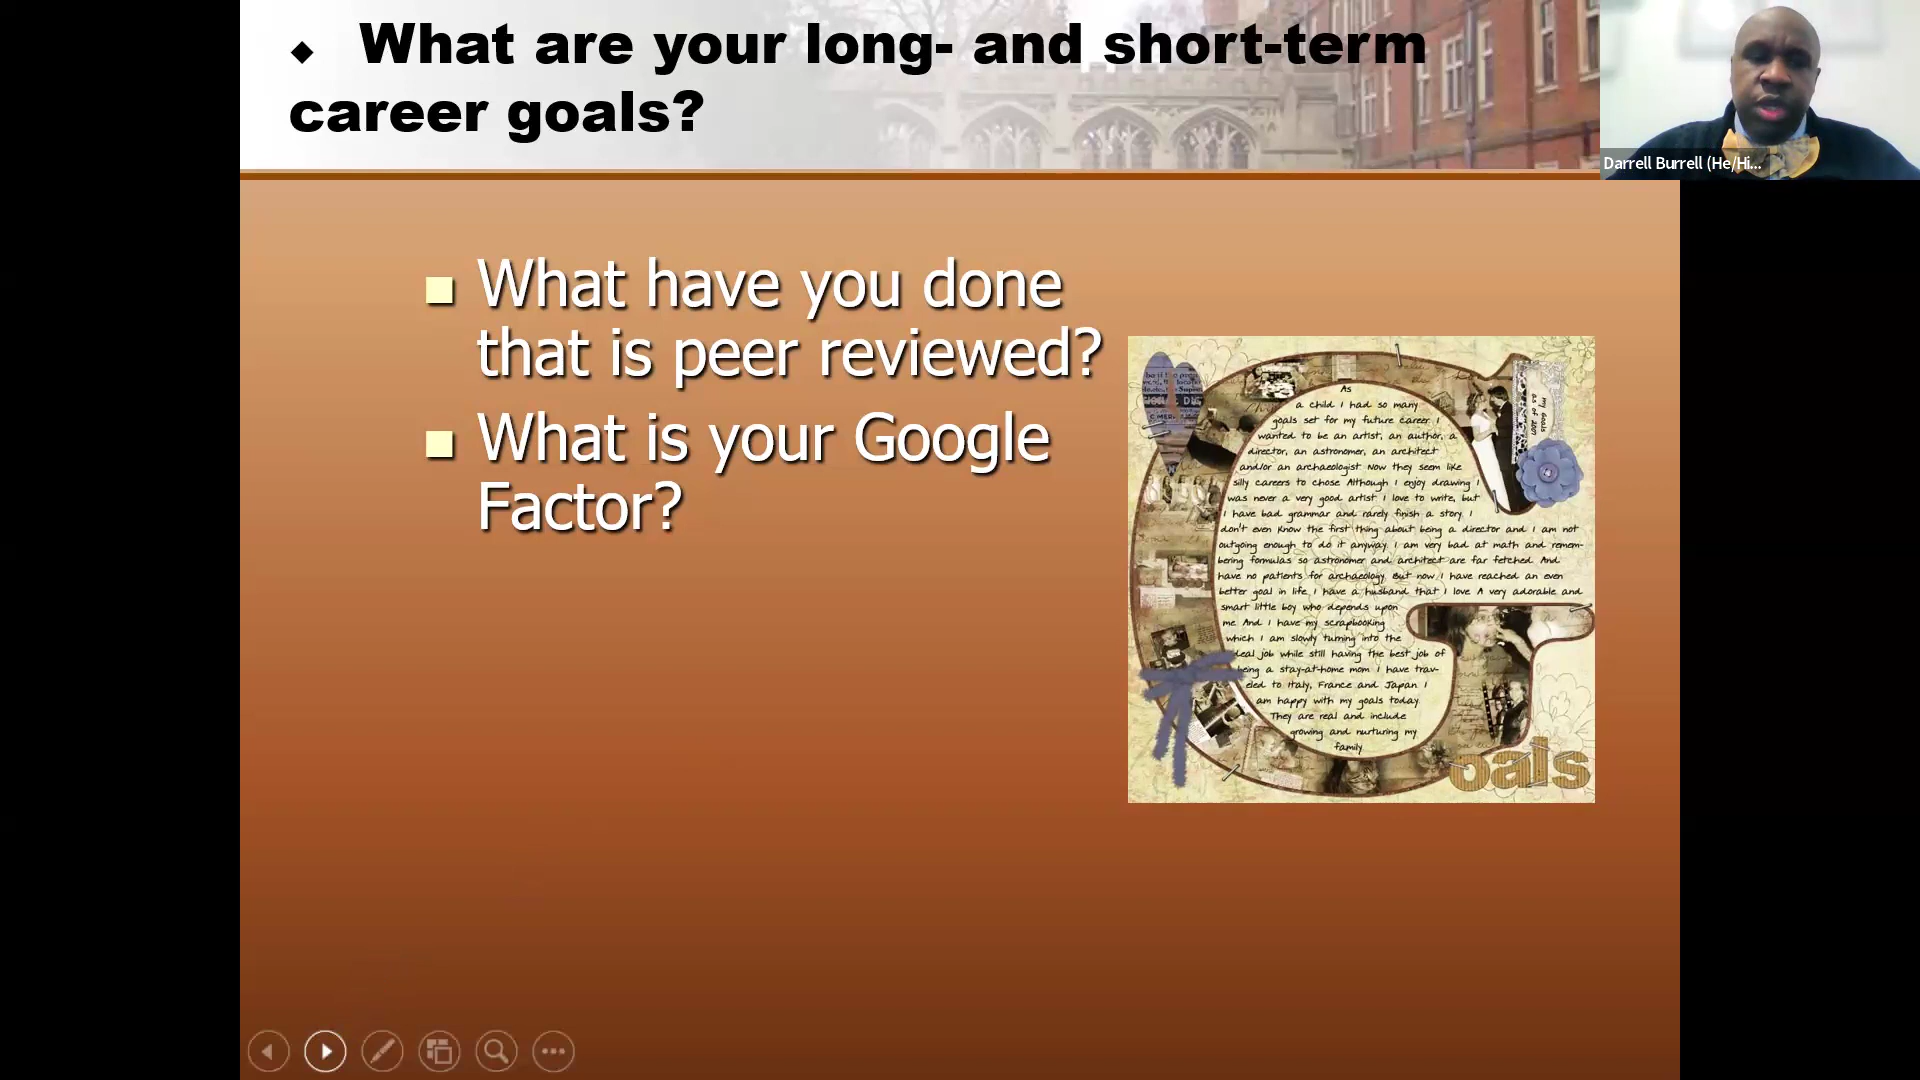 ◆ What are your long- and short-term
career goals?
Darrell Burrell (He/Hi...
What have you done
that is peer reviewed?
What is your Google
Factor?
my goals
as of 2007
As
a child I had so many
goals set for my future career. I
wanted to be an artist, an author, a
director, an astronomer, an architect
and/or an archaeologist. Now they seem like
silly careers to chose Although I enjoy drawing I
was never a very good artist. I love to write, but
I have bad grammar and rarely finish a story. I
don't even know the first thing about being a director and I am not
outgoing enough to do it anyway. I am very bad at math and remem-
bering formulas so astronomer and architect are far fetched. And
have no patients for archaeology. But now I have reached an even
better goal in life. I have a husband that I love A very adorable and
smart little boy who depends upon
me. And I have my scrapbooking
which I am slowly turning into the
deal job while still having the best job of
being a stay-at-home mom I have trav-
eled to Italy, France and Japan I
am happy with my goals today.
They are real and include
growing and nurturing my
family.
oals